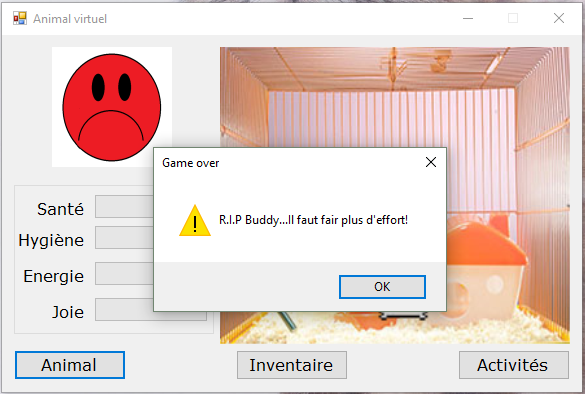 Animal virtuel
Game over
R.I.P Buddy...Il faut fair plus d'effort!
OK
Santé
Hygiène
Energie
Joie
Animal
Inventaire
Activités